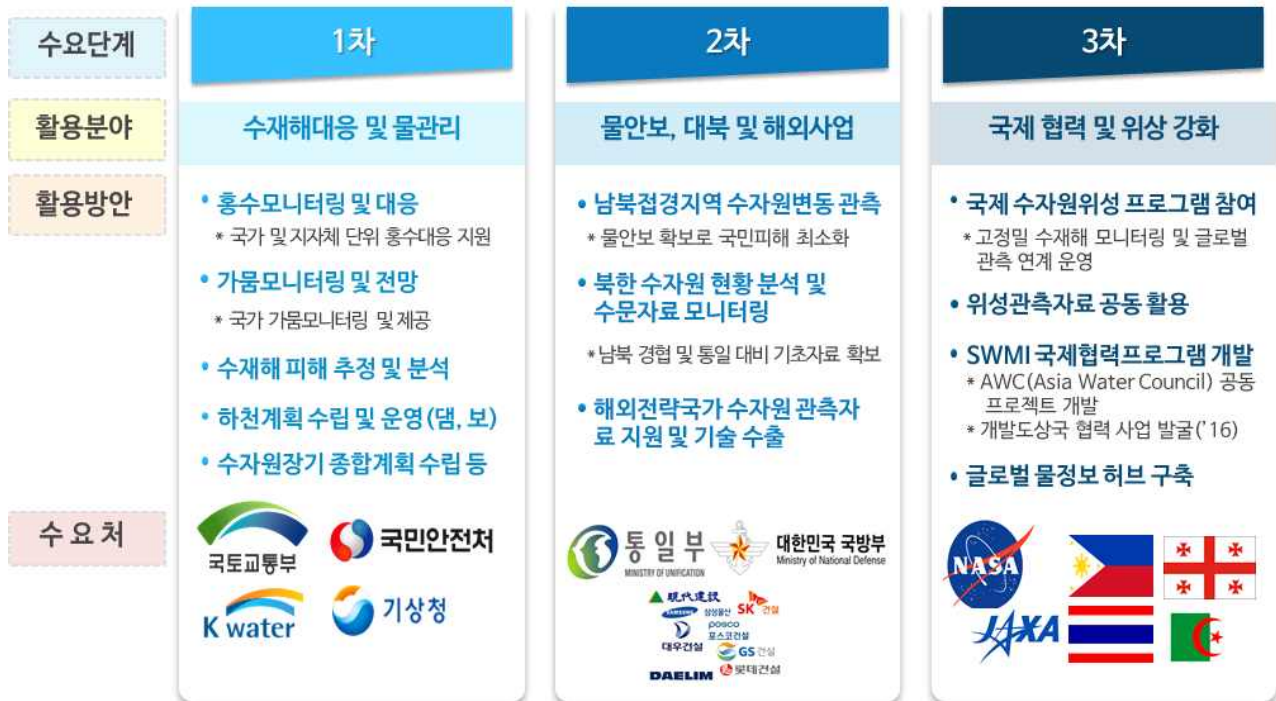 수요단계
1차
2차
3차
활용분야
수재해대응 및 물관리
물안보, 대북 및 해외사업
국제 협력 및 위상 강화
활용방안
• 홍수모니터링 및 대응
* 국가 및 지자체 단위 홍수대응 지원
• 가뭄모니터링 및 전망
* 국가 가뭄모니터링 및 제공
• 수재해 피해 추정 및 분석
• 하천계획 수립 및 운영(댐, 보)
• 수자원장기 종합계획 수립 등
• 남북접경지역 수자원변동 관측
* 물안보 확보로 국민피해 최소화
• 북한 수자원 현황 분석 및
수문자료 모니터링
* 남북 경협 및 통일 대비 기초자료 확보
• 해외전략국가 수자원 관측자
료 지원 및 기술 수출
• 국제 수자원위성 프로그램 참여
* 고정밀 수재해 모니터링 및 글로벌
관측 연계 운영
• 위성관측자료 공동 활용
• SWMI 국제협력프로그램 개발
* AWC(Asia Water Council) 공동
프로젝트 개발
* 개발도상국 협력 사업 발굴('16)
• 글로벌 물정보 허브 구축
수 요 처
국토교통부
국민안전처
K water
기상청
통 일 부
MINISTRY OF UNIFICATION
대한민국 국방부
Ministry of National Defense
現代建設
SAMSUNG 삼성물산
SK 건설
대우건설
posco
포스코건설
GS 건설
DAELIM
롯데건설
NASA
JAXA